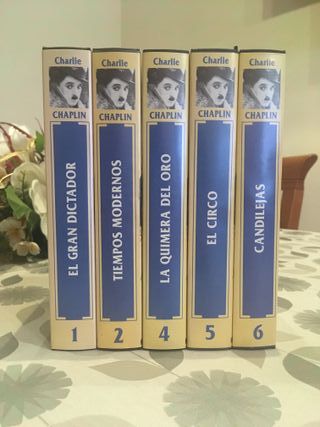 Charlie
CHAPLIN
EL GRAN DICTADOR
1
Charlie
CHAPLIN
TIEMPOS MODERNOS
2
Charlie
CHAPLIN
LA QUIMERA DEL ORO
4
Charlie
CHAPLIN
EL CIRCO
5
Charlie
CHAPLIN
CANDILEJAS
6